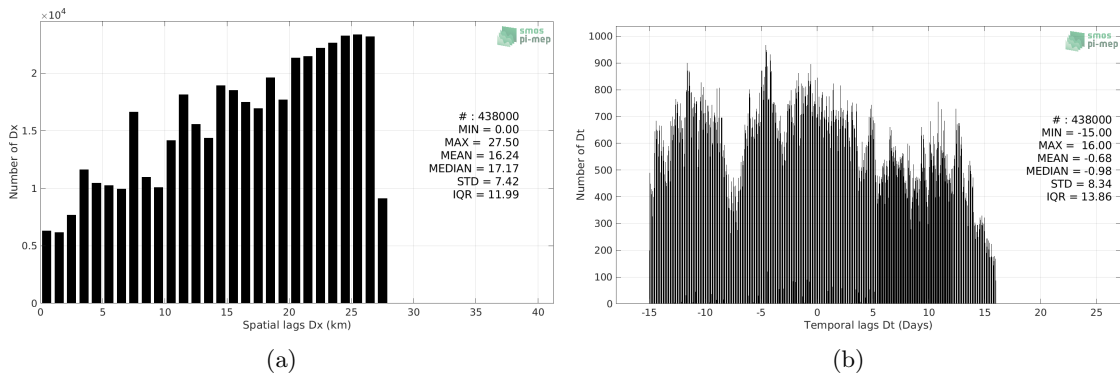 ×10⁴
2
1.5
1
0.5
0
0 5 10 15 20 25 30 35 40
Spatial lags Dx (km)
Number of Dx
smos
pi-mep
# : 438000
MIN = 0.00
MAX = 27.50
MEAN = 16.24
MEDIAN = 17.17
STD = 7.42
IQR = 11.99
(a)
1000
900
800
700
600
500
400
300
200
100
0
-15 -10 -5 0 5 10 15 20 25
Temporal lags Dt (Days)
Number of Dt
smos
pi-mep
# : 438000
MIN = -15.00
MAX = 16.00
MEAN = -0.68
MEDIAN = -0.98
STD = 8.34
IQR = 13.86
(b)